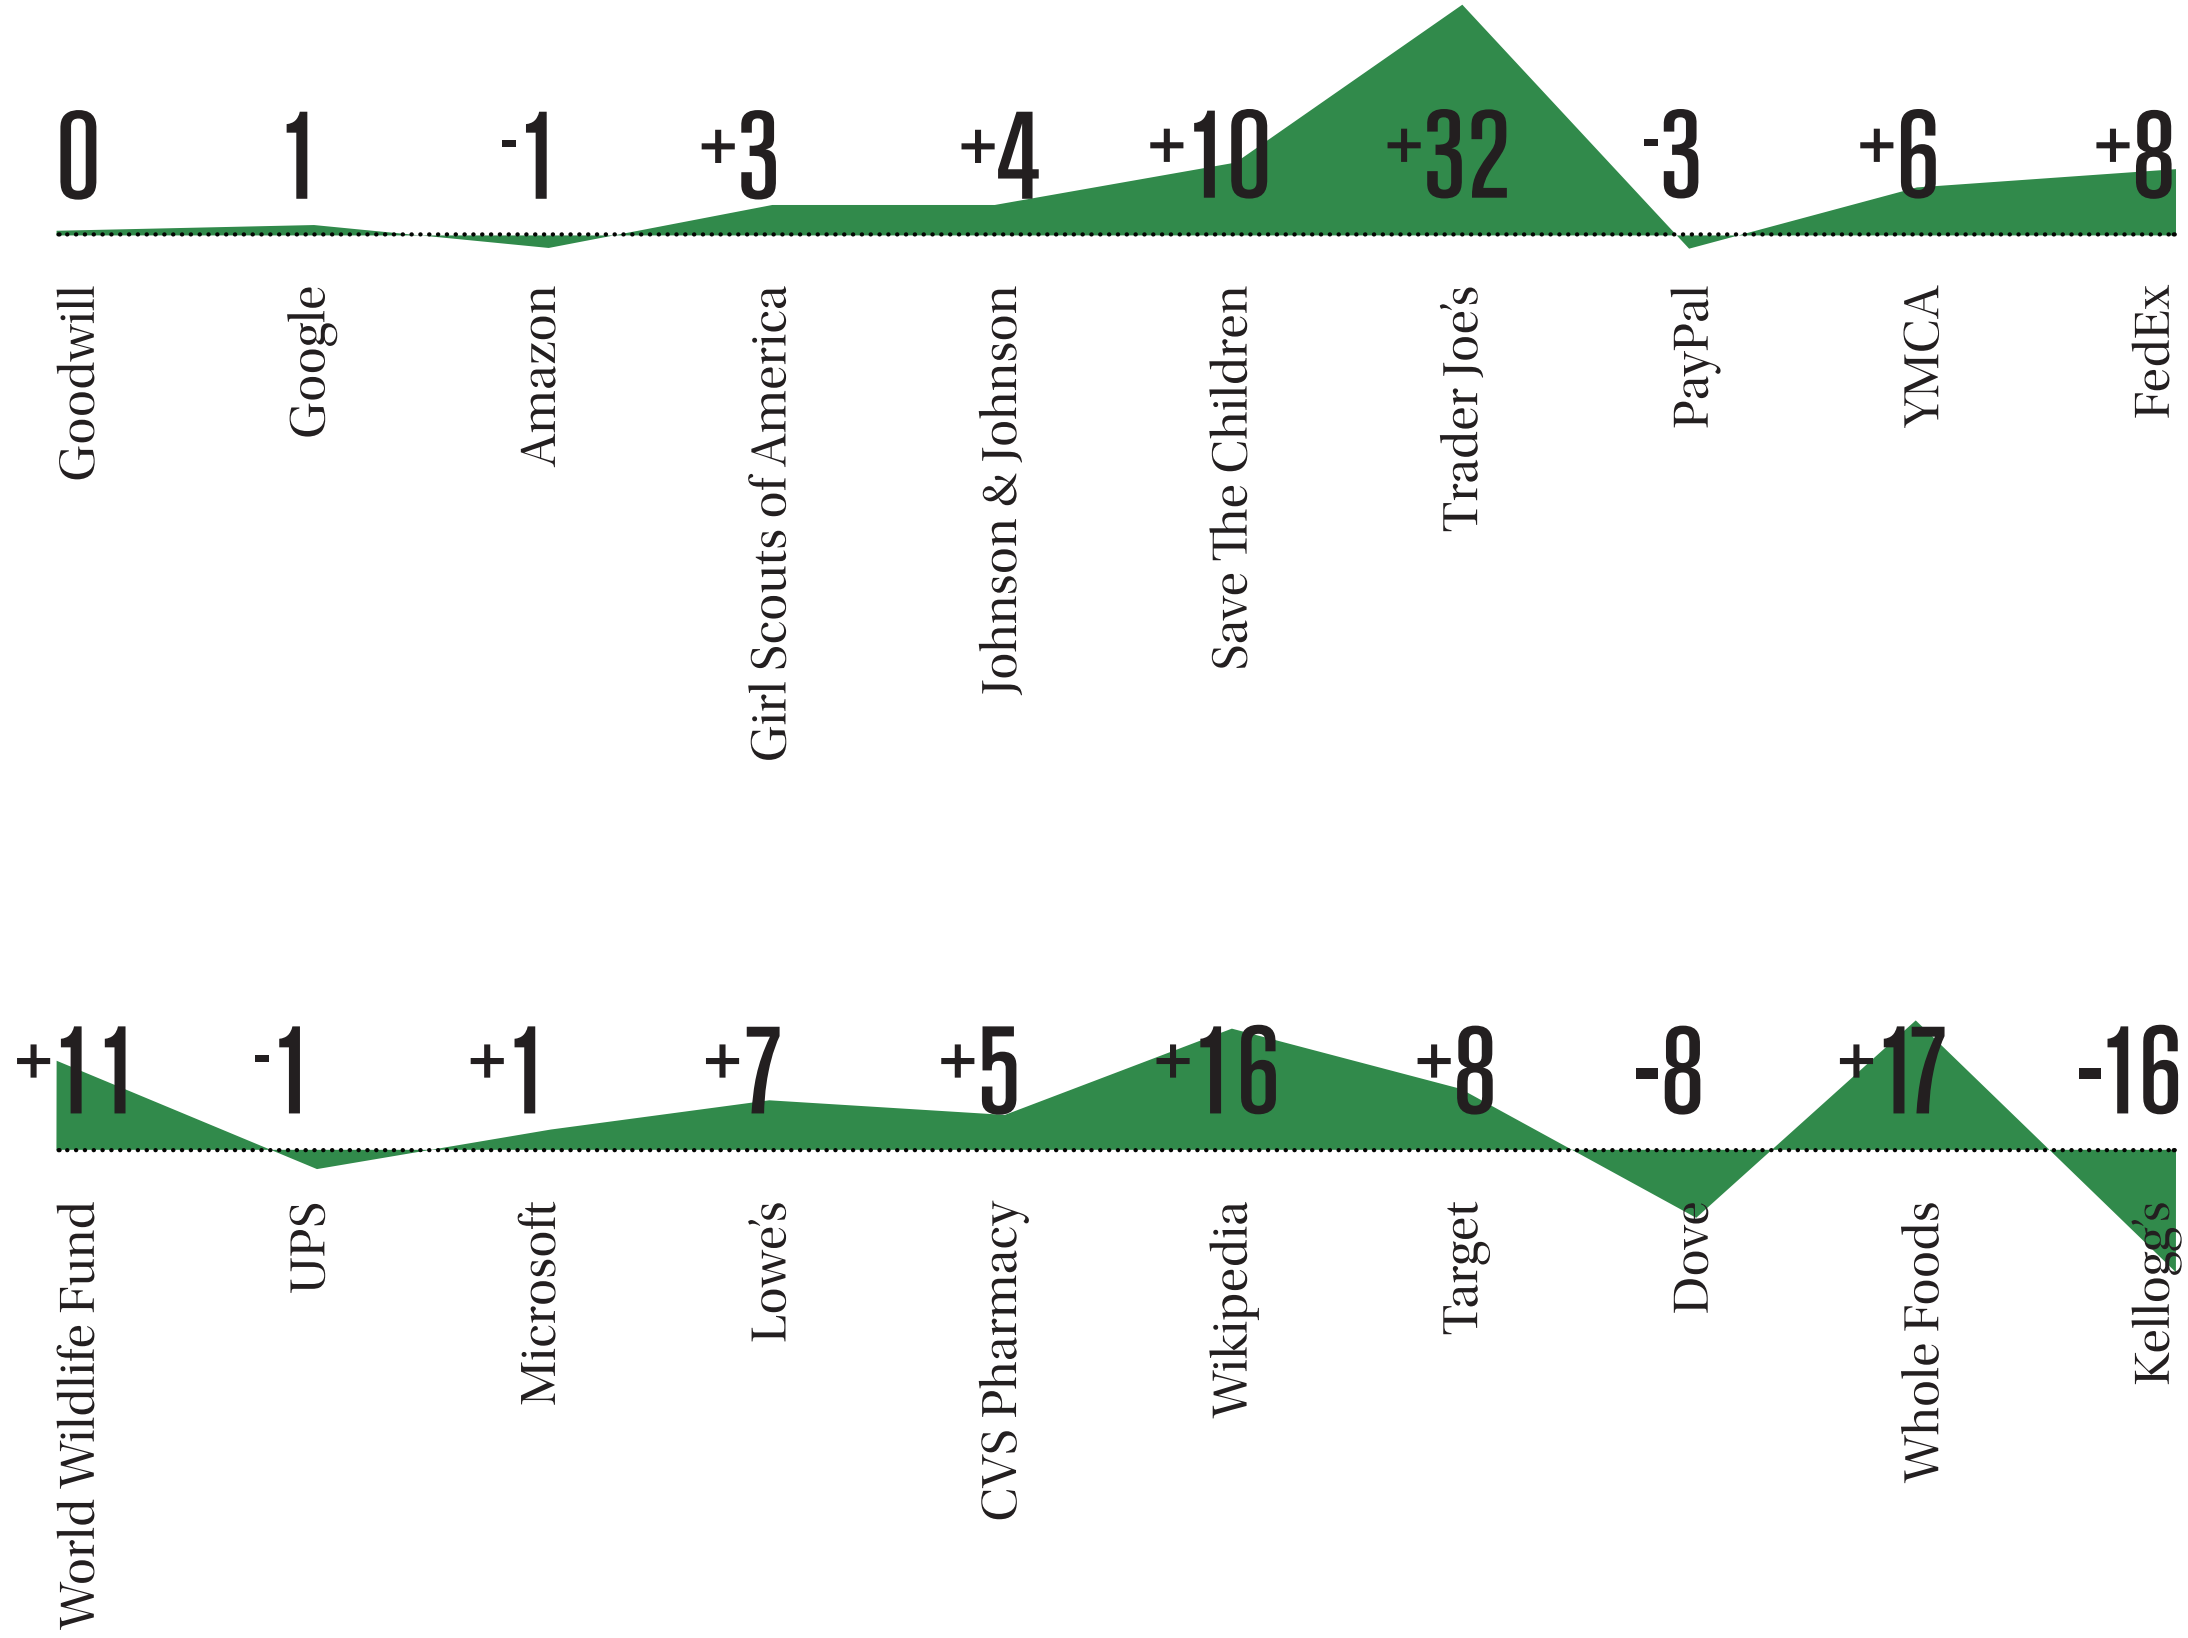 0 1 -1 +3 +4 +10 +32 -3 +6 +8
Goodwill
Google
Amazon
Girl Scouts of America
Johnson & Johnson
Save The Children
Trader Joe's
PayPal
YMCA
FedEx
+11 -1 +1 +7 +5 +16 +8 -8 +17 -16
World Wildlife Fund
UPS
Microsoft
Lowe's
CVS Pharmacy
Wikipedia
Target
Dove
Whole Foods
Kellogg's